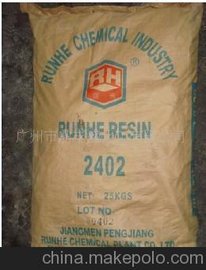 RUNHE CHEMICAL INDUSTRY
RH
RUNHE RESIN
2402
NET: 25KGS
LOT NO:
JIANGMEN PENGJIANG
RUNHE CHEMICAL PLANT CO.LTD
www.makepolo.com